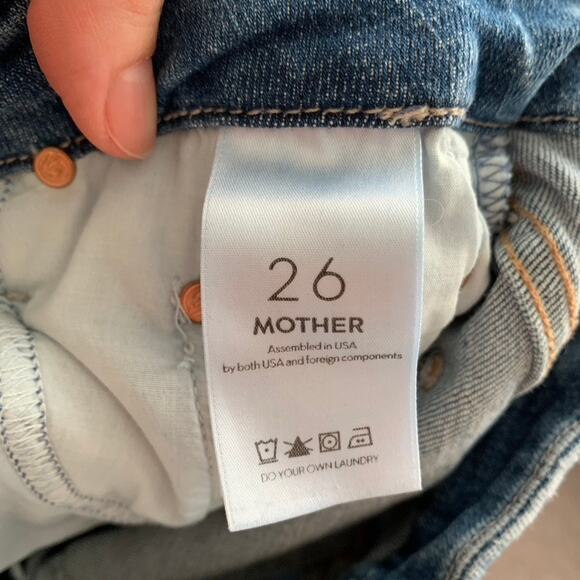 26
MOTHER
Assembled in USA
by both USA and foreign components
DO YOUR OWN LAUNDRY